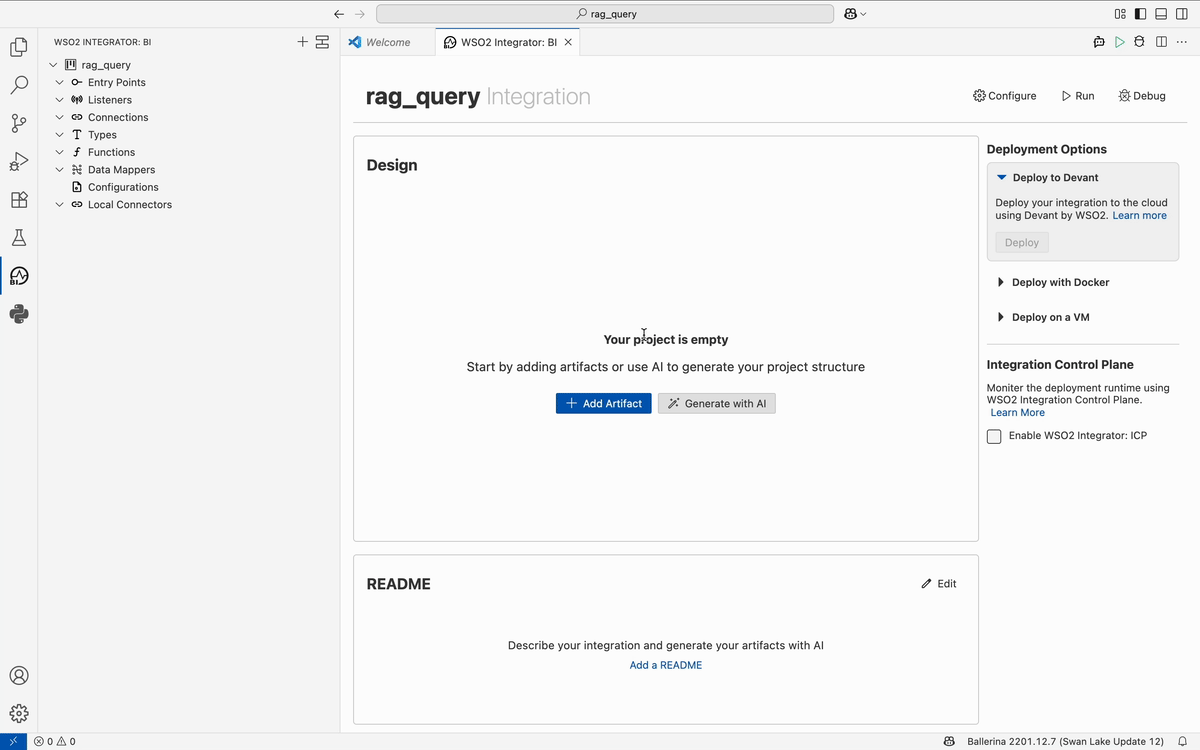 rag_query
WSO2 INTEGRATOR: BI
rag_query
Entry Points
Listeners
Connections
Types
Functions
Data Mappers
Configurations
Local Connectors
Welcome
WSO2 Integrator: BI
rag_query Integration
Configure
Run
Debug
Design
Your project is empty
Start by adding artifacts or use AI to generate your project structure
Add Artifact
Generate with AI
README
Edit
Describe your integration and generate your artifacts with AI
Add a README
Deployment Options
Deploy to Devant
Deploy your integration to the cloud
using Devant by WSO2. Learn more
Deploy
Deploy with Docker
Deploy on a VM
Integration Control Plane
Moniter the deployment runtime using
WSO2 Integration Control Plane.
Learn More
Enable WSO2 Integrator: ICP
BI
0 0
Ballerina 2201.12.7 (Swan Lake Update 12)